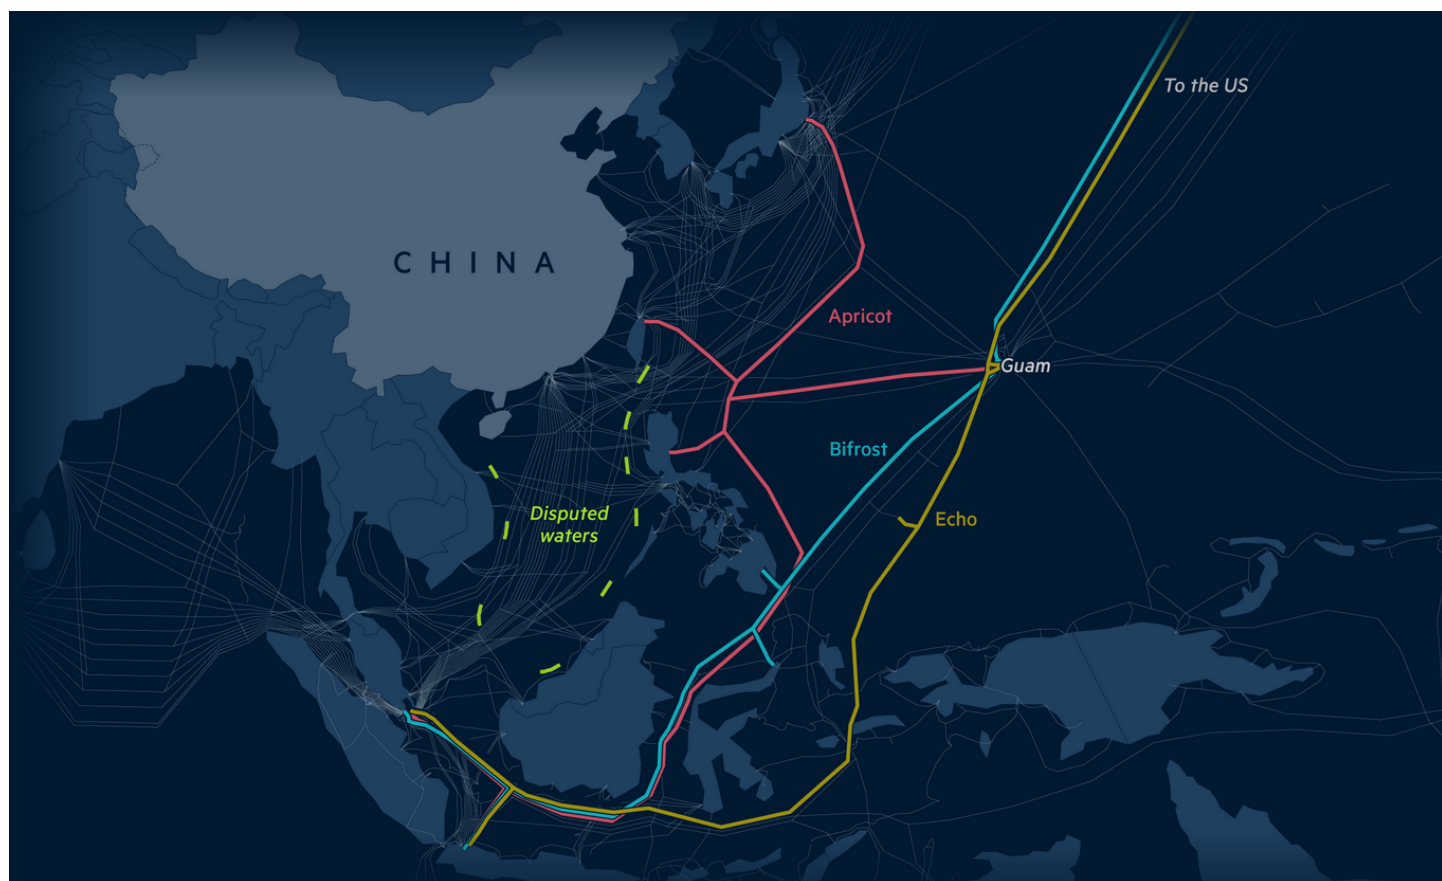 To the US
CHINA
Apricot
Guam
Bifrost
Disputed
waters
Echo